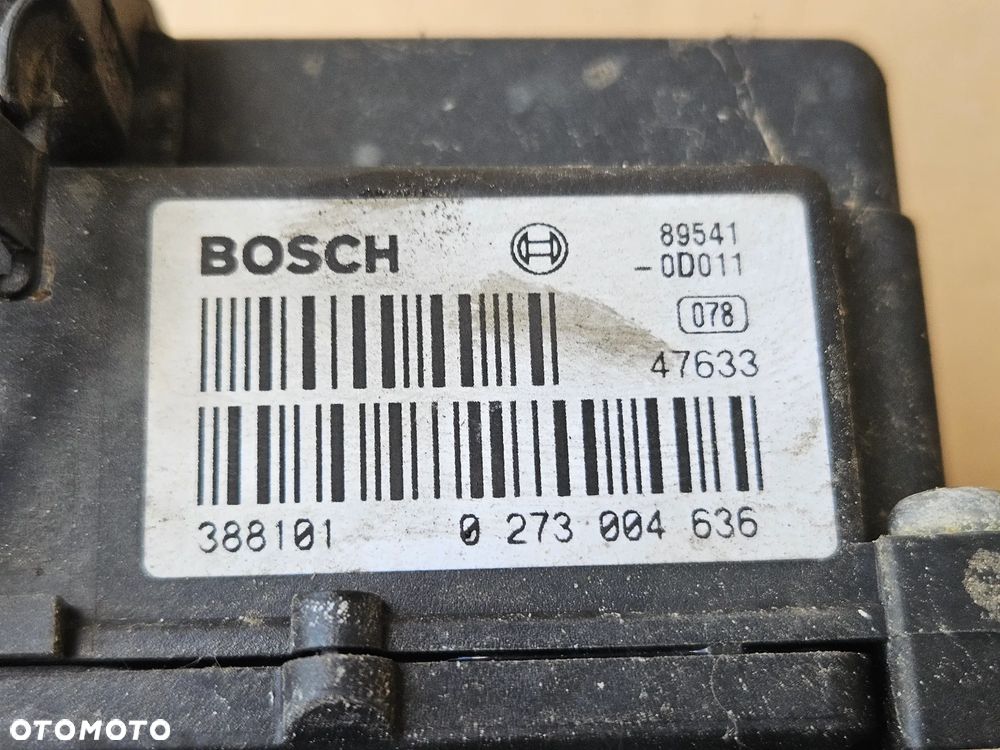 BOSCH
89541
-0D011
078
47633
388101 0 273 004 636
OTOMOTO